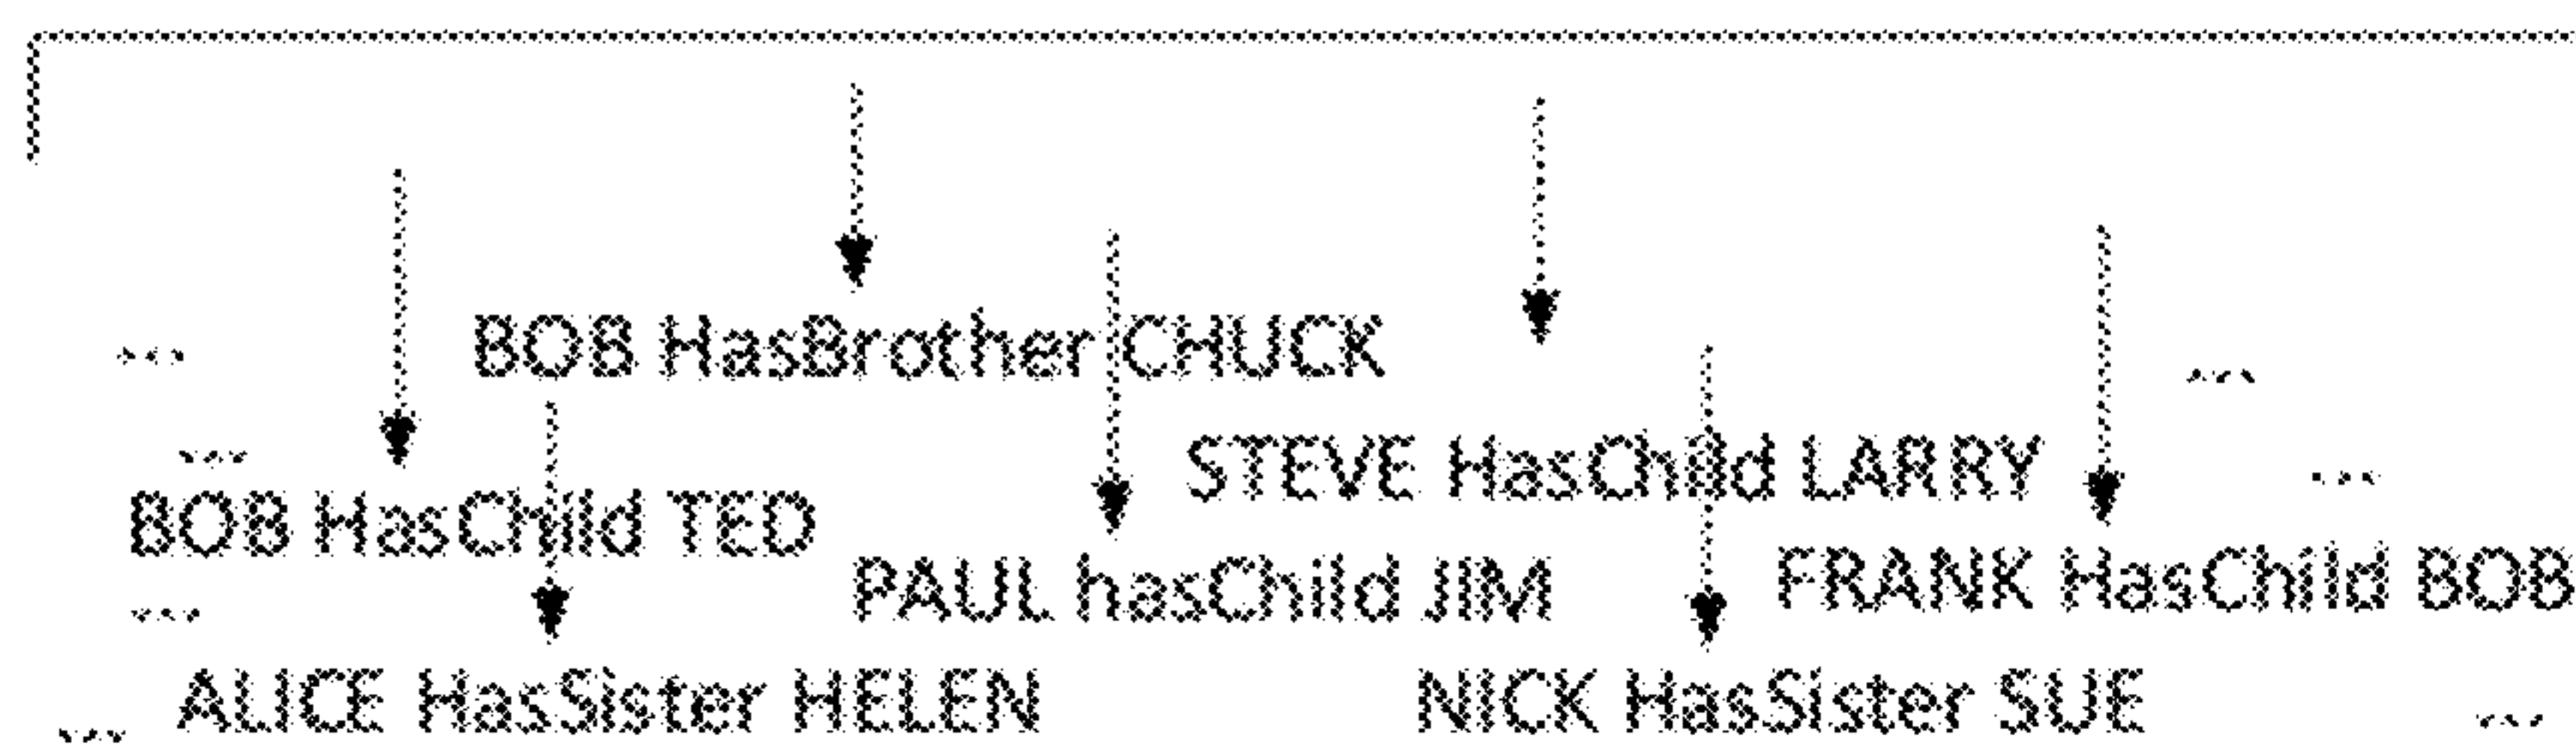 BOB HasBrother CHUCK
...
...
STEVE HasChild LARRY
...
...
BOB HasChild TED
PAUL hasChild JIM
FRANK HasChild BOB
...
ALICE HasSister HELEN
NICK HasSister SUE
...
...